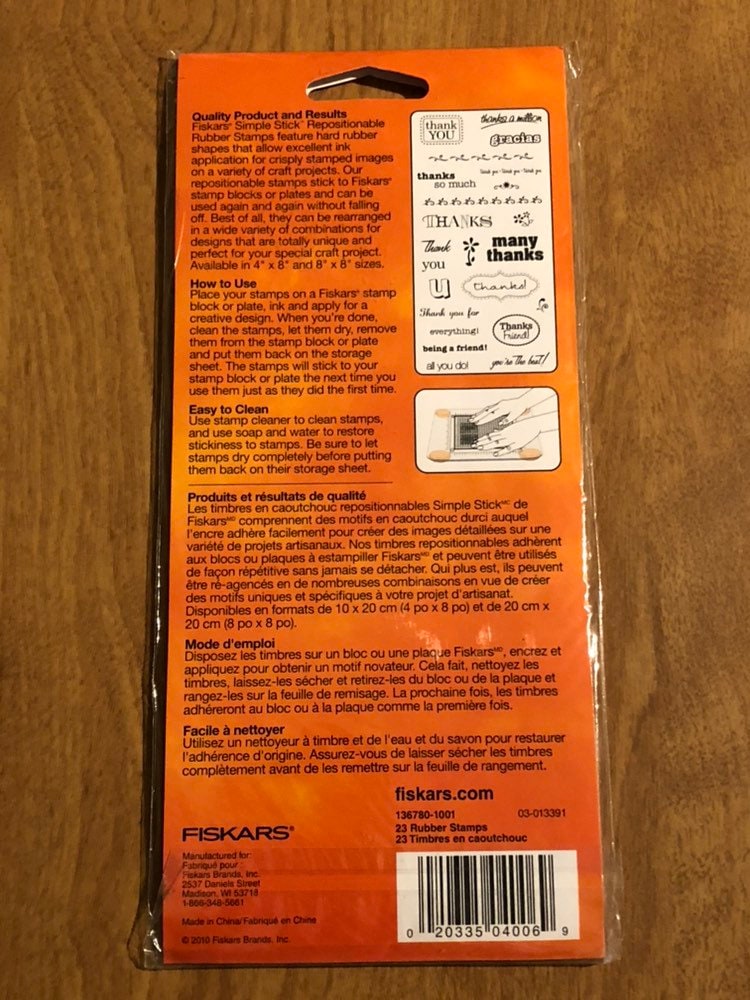 Quality Product and Results
Fiskars® Simple Stick™ Repositionable
Rubber Stamps feature hard rubber
shapes that allow excellent ink
application for crisply stamped images
on a variety of craft projects. Our
repositionable stamps stick to Fiskars®
stamp blocks or plates and can be
used again and again without falling
off. Best of all, they can be rearranged
in a wide variety of combinations for
designs that are totally unique and
perfect for your special craft project.
Available in 4" x 8" and 8" x 8" sizes.
How to Use
Place your stamps on a Fiskars® stamp
block or plate, ink and apply for a
creative design. When you're done,
clean the stamps, let them dry, remove
them from the stamp block or plate
and put them back on the storage
sheet. The stamps will stick to your
stamp block or plate the next time you
use them just as they did the first time.
Easy to Clean
Use stamp cleaner to clean stamps,
and use soap and water to restore
stickiness to stamps. Be sure to let
stamps dry completely before putting
them back on their storage sheet.
thank
YOU
thanks a million
gracias
thank you · thank you · thank you
thanks
so much
THANKS
Thank
you
many
thanks
U
thanks!
Thank you for
everything!
Thanks
Friend!
being a friend!
all you do!
you're the best!
Produits et résultats de qualité
Les timbres en caoutchouc repositionnables Simple Stick MC de
Fiskars MD comprennent des motifs en caoutchouc durci auquel
l'encre adhère facilement pour créer des images détaillées sur une
variété de projets artisanaux. Nos timbres repositionnables adhèrent
aux blocs ou plaques à estampiller Fiskars MD et peuvent être utilisés
de façon répétitive sans jamais se détacher. Qui plus est, ils peuvent
être ré-agencés en de nombreuses combinaisons en vue de créer
des motifs uniques et spécifiques à votre projet d'artisanat.
Disponibles en formats de 10 x 20 cm (4 po x 8 po) et de 20 cm x
20 cm (8 po x 8 po).
Mode d'emploi
Disposez les timbres sur un bloc ou une plaque Fiskars MD, encrez et
appliquez pour obtenir un motif novateur. Cela fait, nettoyez les
timbres, laissez-les sécher et retirez-les du bloc ou de la plaque et
rangez-les sur la feuille de remisage. La prochaine fois, les timbres
adhéreront au bloc ou à la plaque comme la première fois.
Facile à nettoyer
Utilisez un nettoyeur à timbre et de l'eau et du savon pour restaurer
l'adhérence d'origine. Assurez-vous de laisser sécher les timbres
complètement avant de les remettre sur la feuille de rangement.
fiskars.com
136780-1001 03-013391
23 Rubber Stamps
23 Timbres en caoutchouc
FISKARS®
Manufactured for:
Fabriqué pour :
Fiskars Brands, Inc.
2537 Daniels Street
Madison, WI 53718
1-866-348-5661
Made in China/Fabriqué en Chine
© 2010 Fiskars Brands, Inc.
0 20335 04006 9